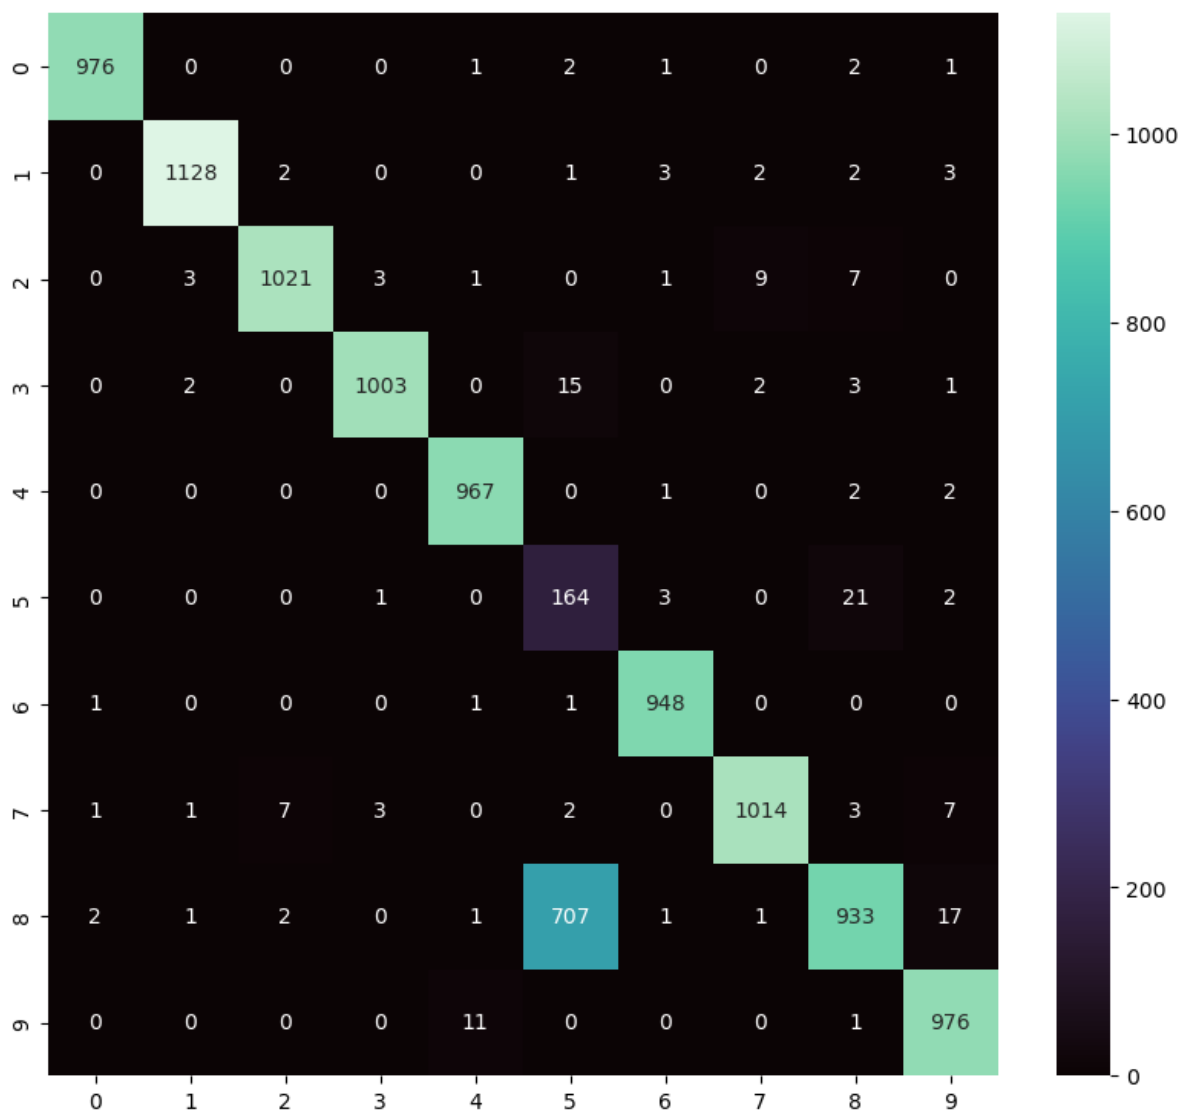 0 976 0 0 0 1 2 1 0 2 1
1 0 1128 2 0 0 1 3 2 2 3
2 0 3 1021 3 1 0 1 9 7 0
3 0 2 0 1003 0 15 0 2 3 1
4 0 0 0 0 967 0 1 0 2 2
5 0 0 0 1 0 164 3 0 21 2
6 1 0 0 0 1 1 948 0 0 0
7 1 1 7 3 0 2 0 1014 3 7
8 2 1 2 0 1 707 1 1 933 17
9 0 0 0 0 11 0 0 0 1 976
0 1 2 3 4 5 6 7 8 9
1000
800
600
400
200
0